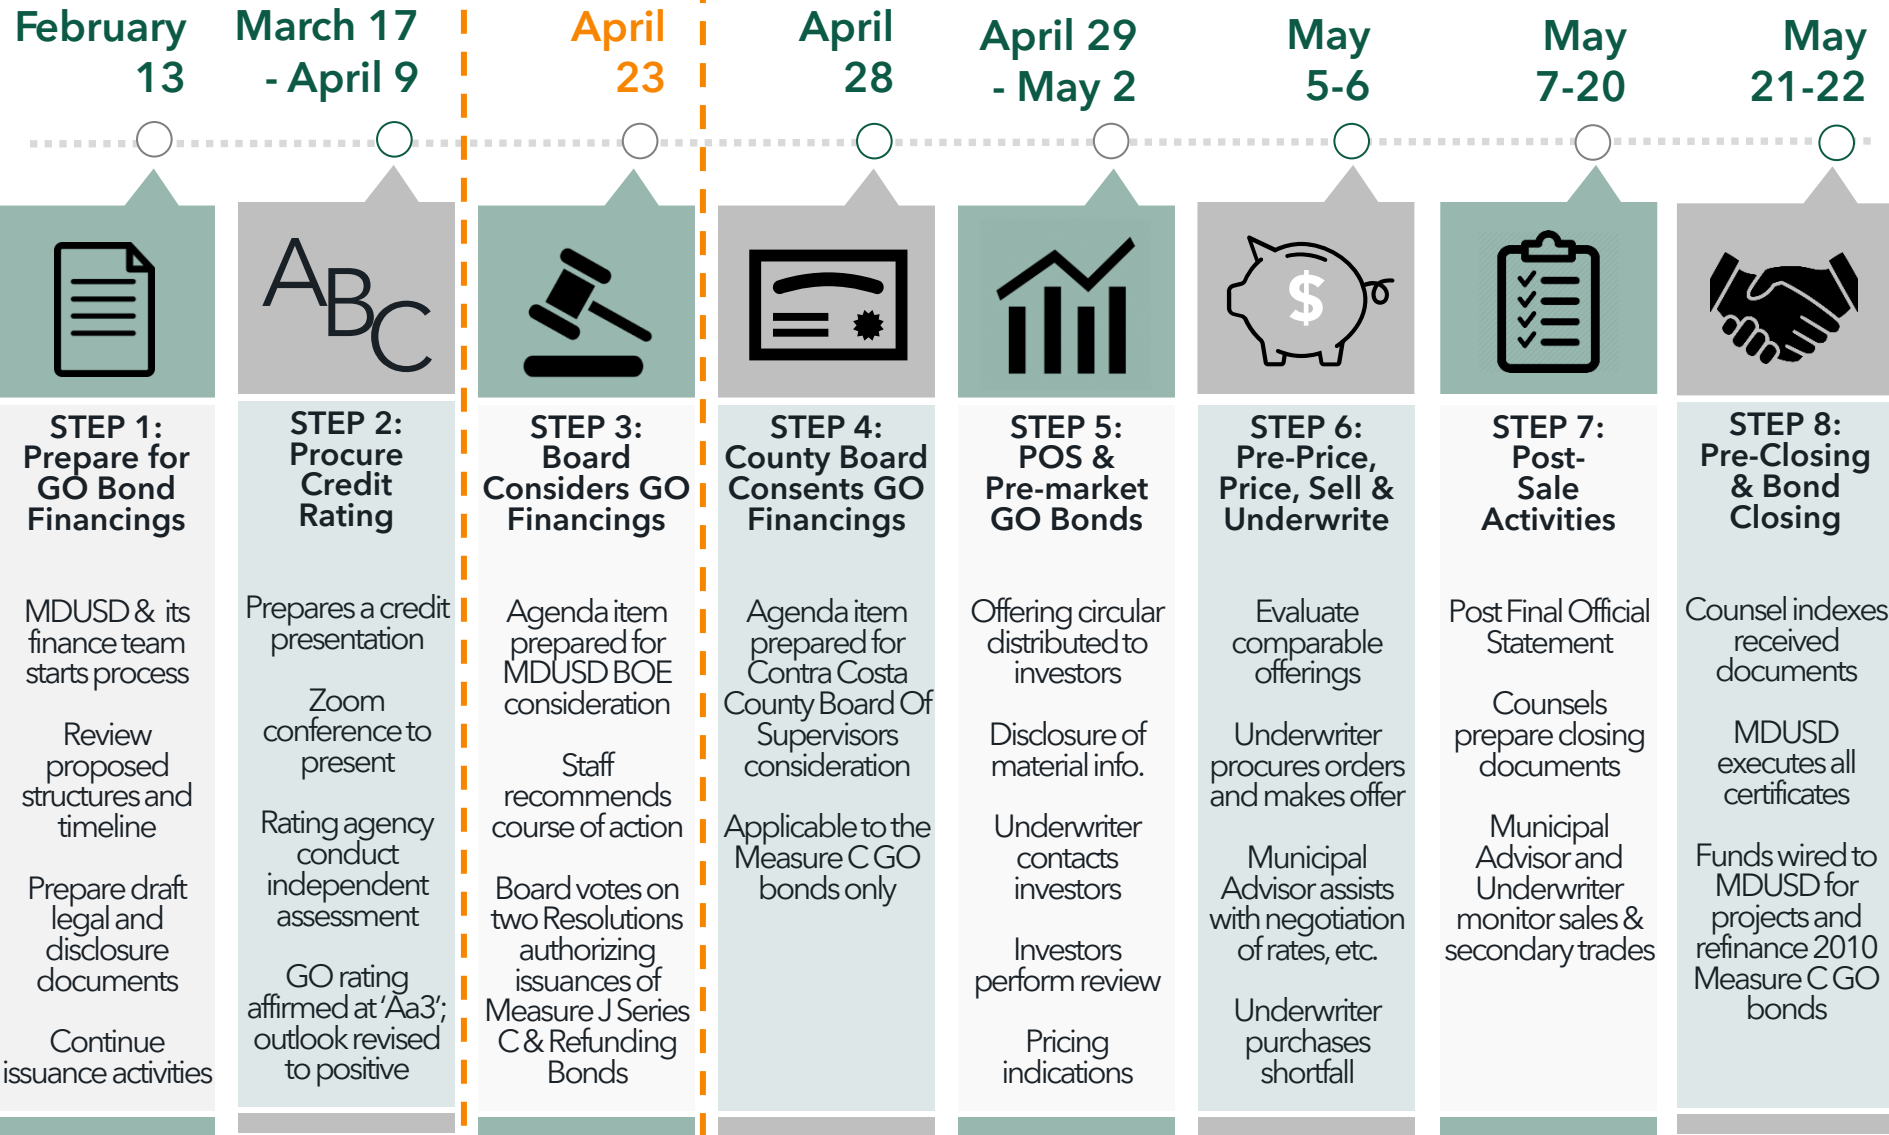 February
13
March 17
- April 9
April
23
April
28
April 29
- May 2
May
5-6
May
7-20
May
21-22
A
B
C
$
STEP 1:
Prepare for
GO Bond
Financings
MDUSD & its
finance team
starts process
Review
proposed
structures and
timeline
Prepare draft
legal and
disclosure
documents
Continue
issuance activities
STEP 2:
Procure
Credit
Rating
Prepares a credit
presentation
Zoom
conference to
present
Rating agency
conduct
independent
assessment
GO rating
affirmed at 'Aa3';
outlook revised
to positive
STEP 3:
Board
Considers GO
Financings
Agenda item
prepared for
MDUSD BOE
consideration
Staff
recommends
course of action
Board votes on
two Resolutions
authorizing
issuances of
Measure J Series
C & Refunding
Bonds
STEP 4:
County Board
Consents GO
Financings
Agenda item
prepared for
Contra Costa
County Board Of
Supervisors
consideration
Applicable to the
Measure C GO
bonds only
STEP 5:
POS &
Pre-market
GO Bonds
Offering circular
distributed to
investors
Disclosure of
material info.
Underwriter
contacts
investors
Investors
perform review
Pricing
indications
STEP 6:
Pre-Price,
Price, Sell &
Underwrite
Evaluate
comparable
offerings
Underwriter
procures orders
and makes offer
Municipal
Advisor assists
with negotiation
of rates, etc.
Underwriter
purchases
shortfall
STEP 7:
Post-
Sale
Activities
Post Final Official
Statement
Counsels
prepare closing
documents
Municipal
Advisor and
Underwriter
monitor sales &
secondary trades
STEP 8:
Pre-Closing
& Bond
Closing
Counsel indexes
received
documents
MDUSD
executes all
certificates
Funds wired to
MDUSD for
projects and
refinance 2010
Measure C GO
bonds